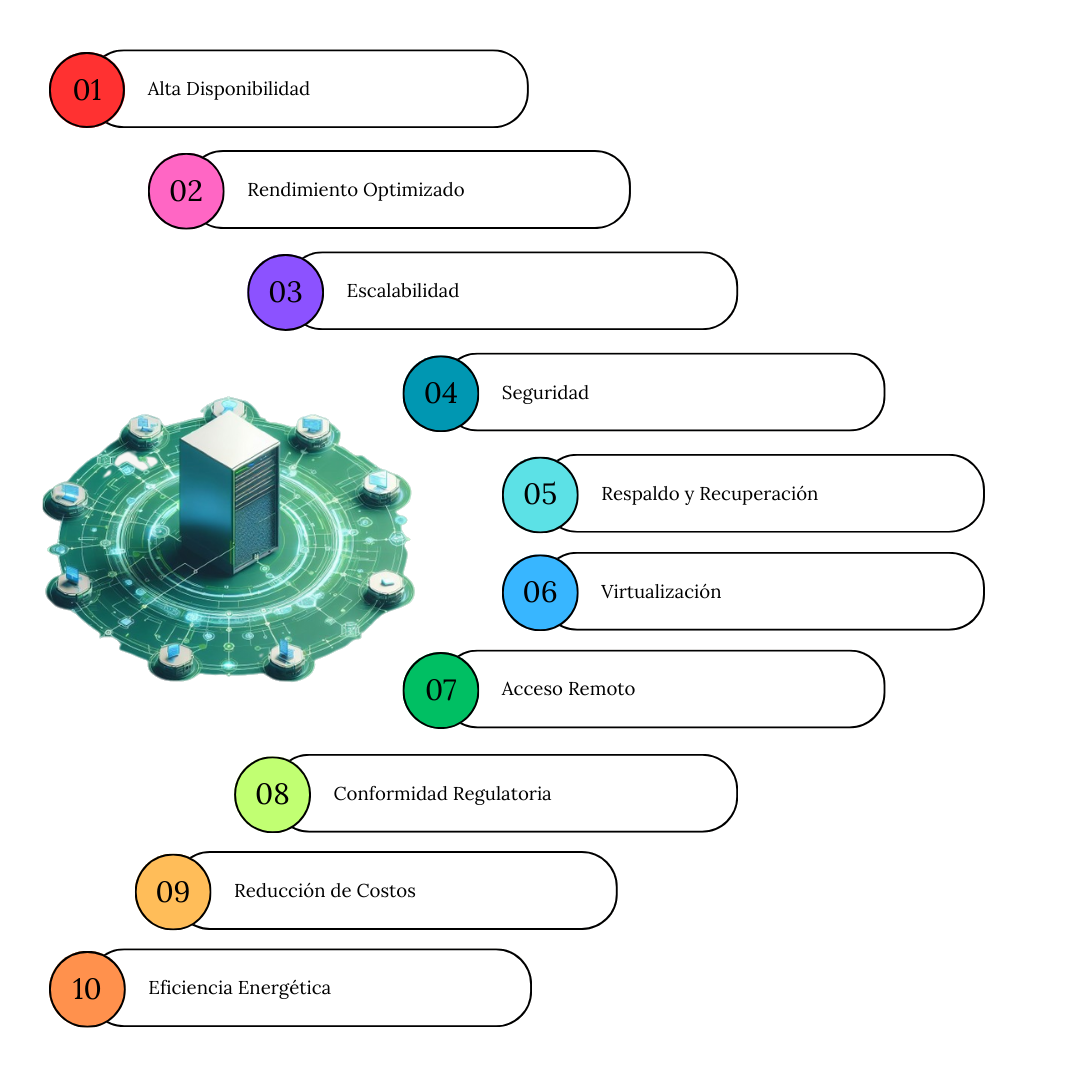 01
Alta Disponibilidad
02
Rendimiento Optimizado
03
Escalabilidad
04
Seguridad
05
Respaldo y Recuperación
06
Virtualización
07
Acceso Remoto
08
Conformidad Regulatoria
09
Reducción de Costos
10
Eficiencia Energética